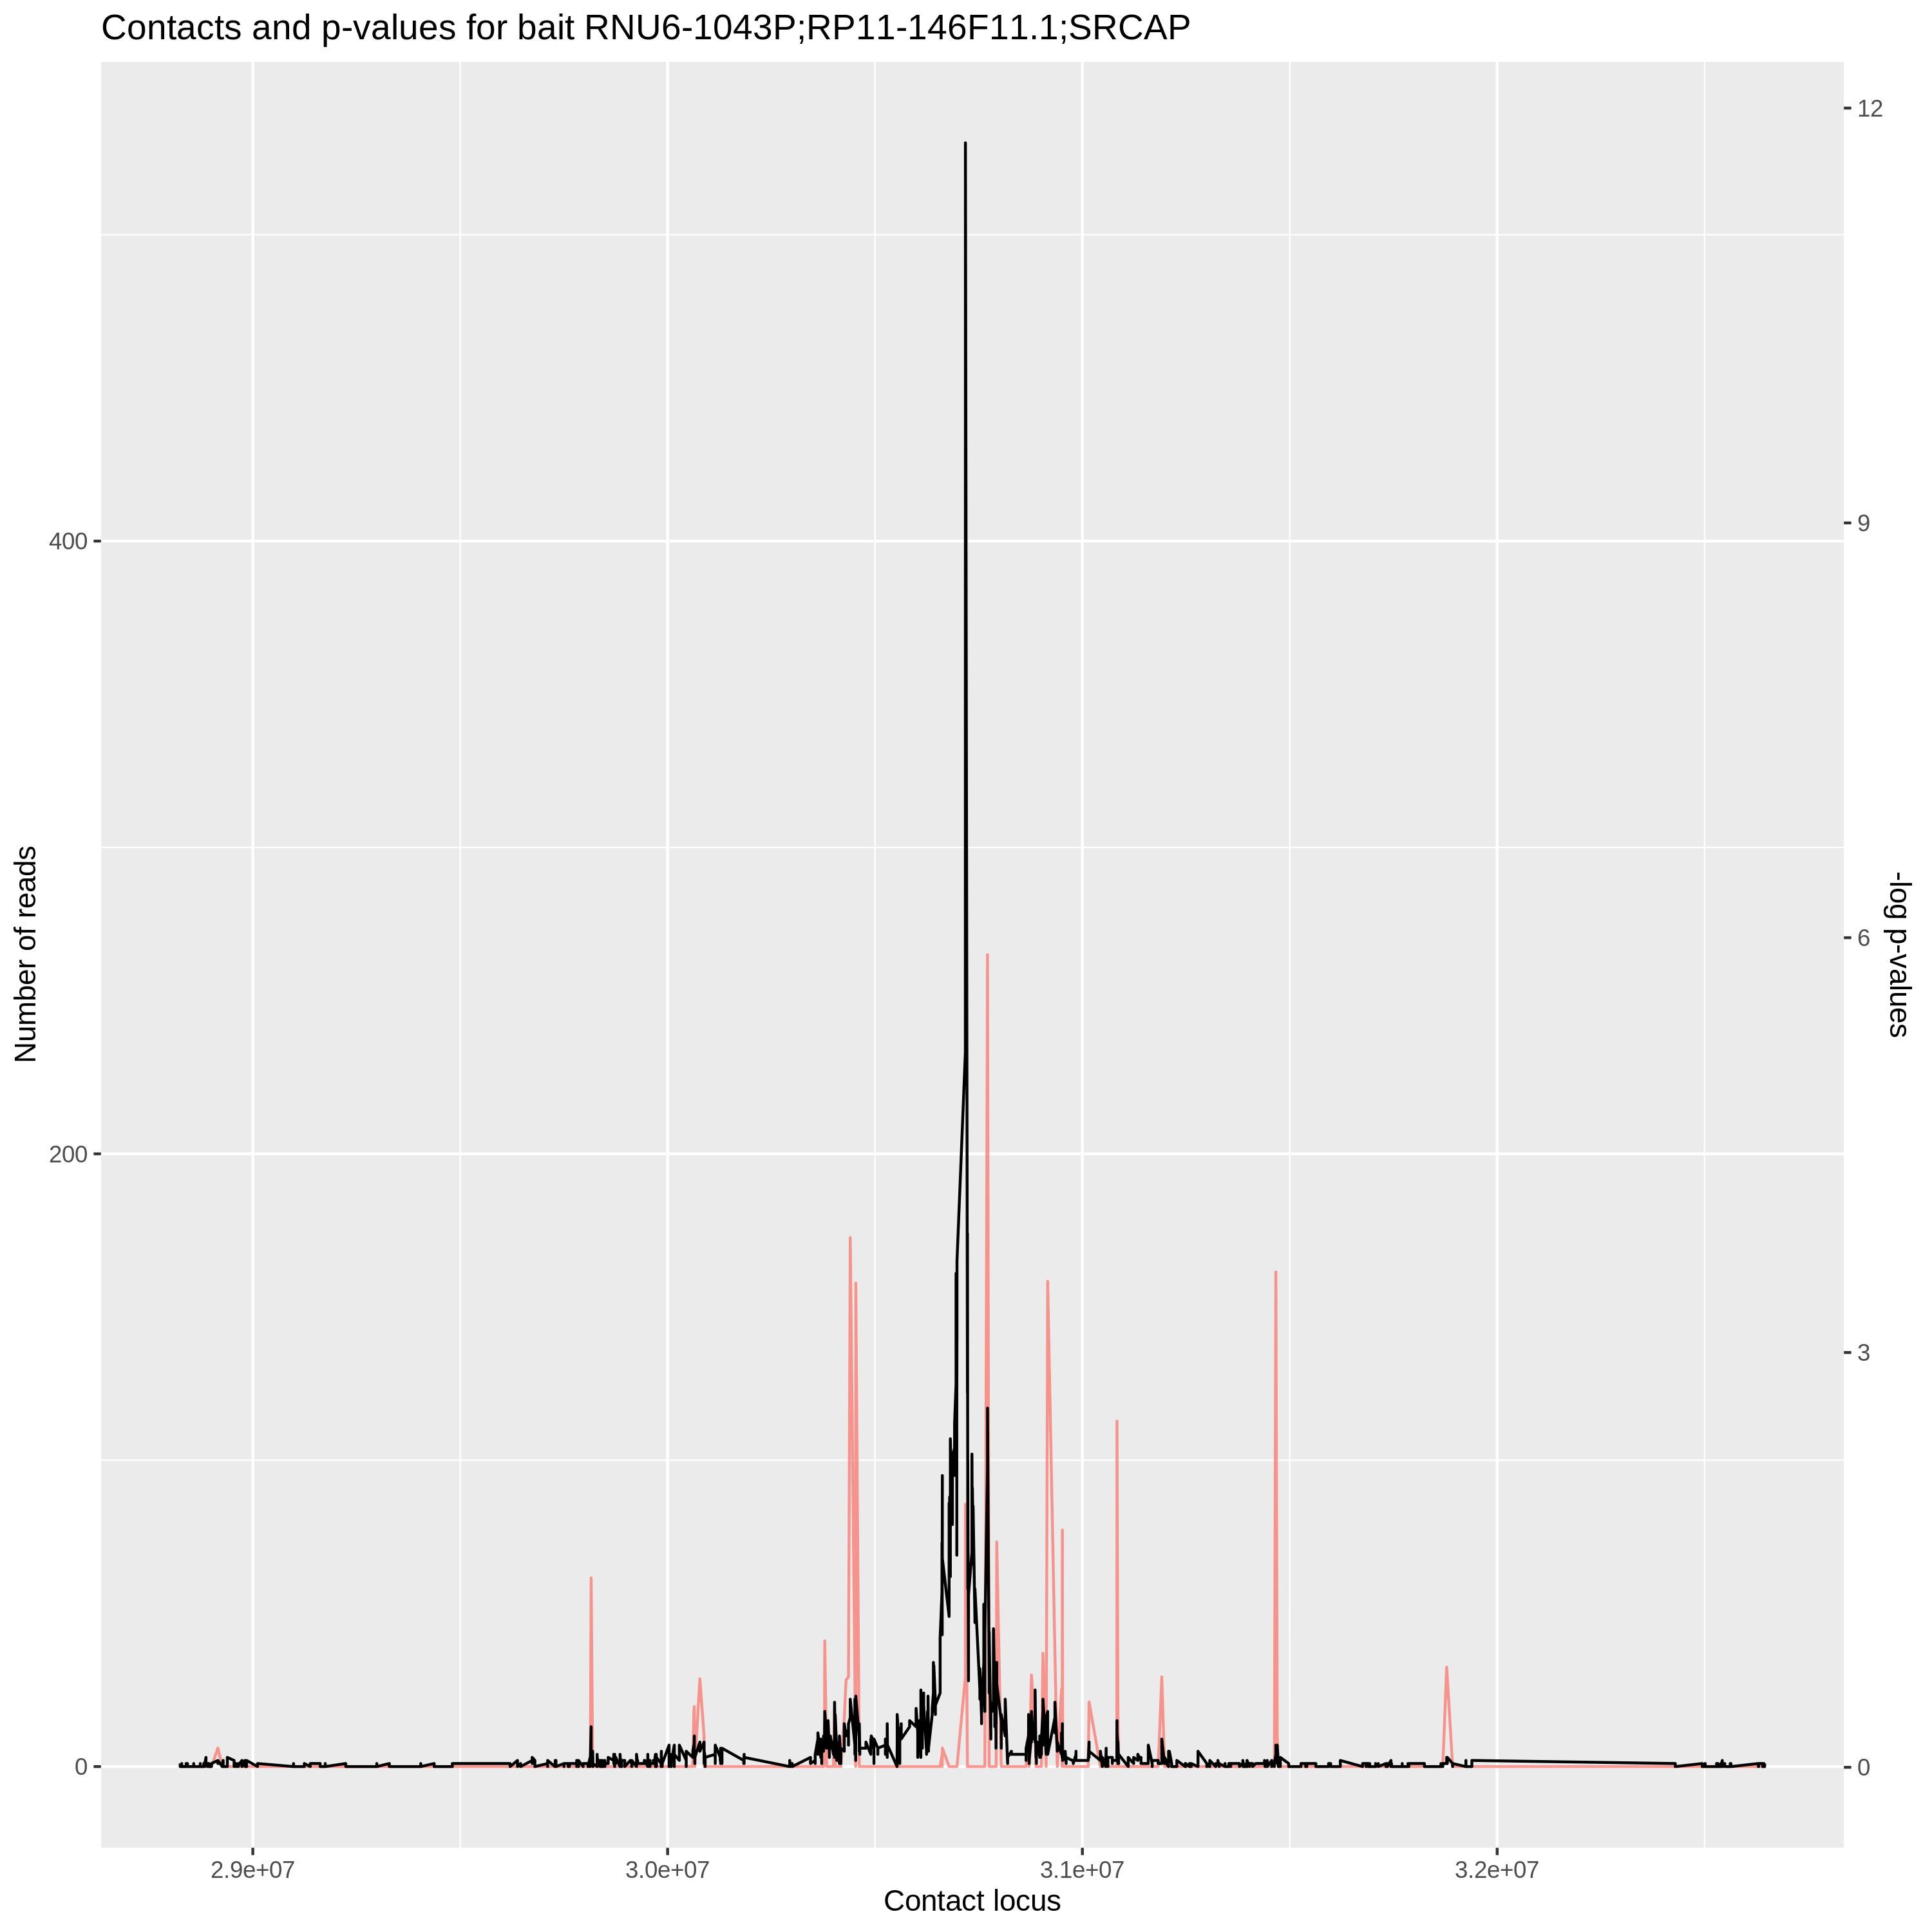 Contacts and p-values for bait RNU6-1043P;RP11-146F11.1;SRCAP
12
9
6
3
0
-log p-values
400
200
0
Number of reads
2.9e+07
3.0e+07
3.1e+07
3.2e+07
Contact locus